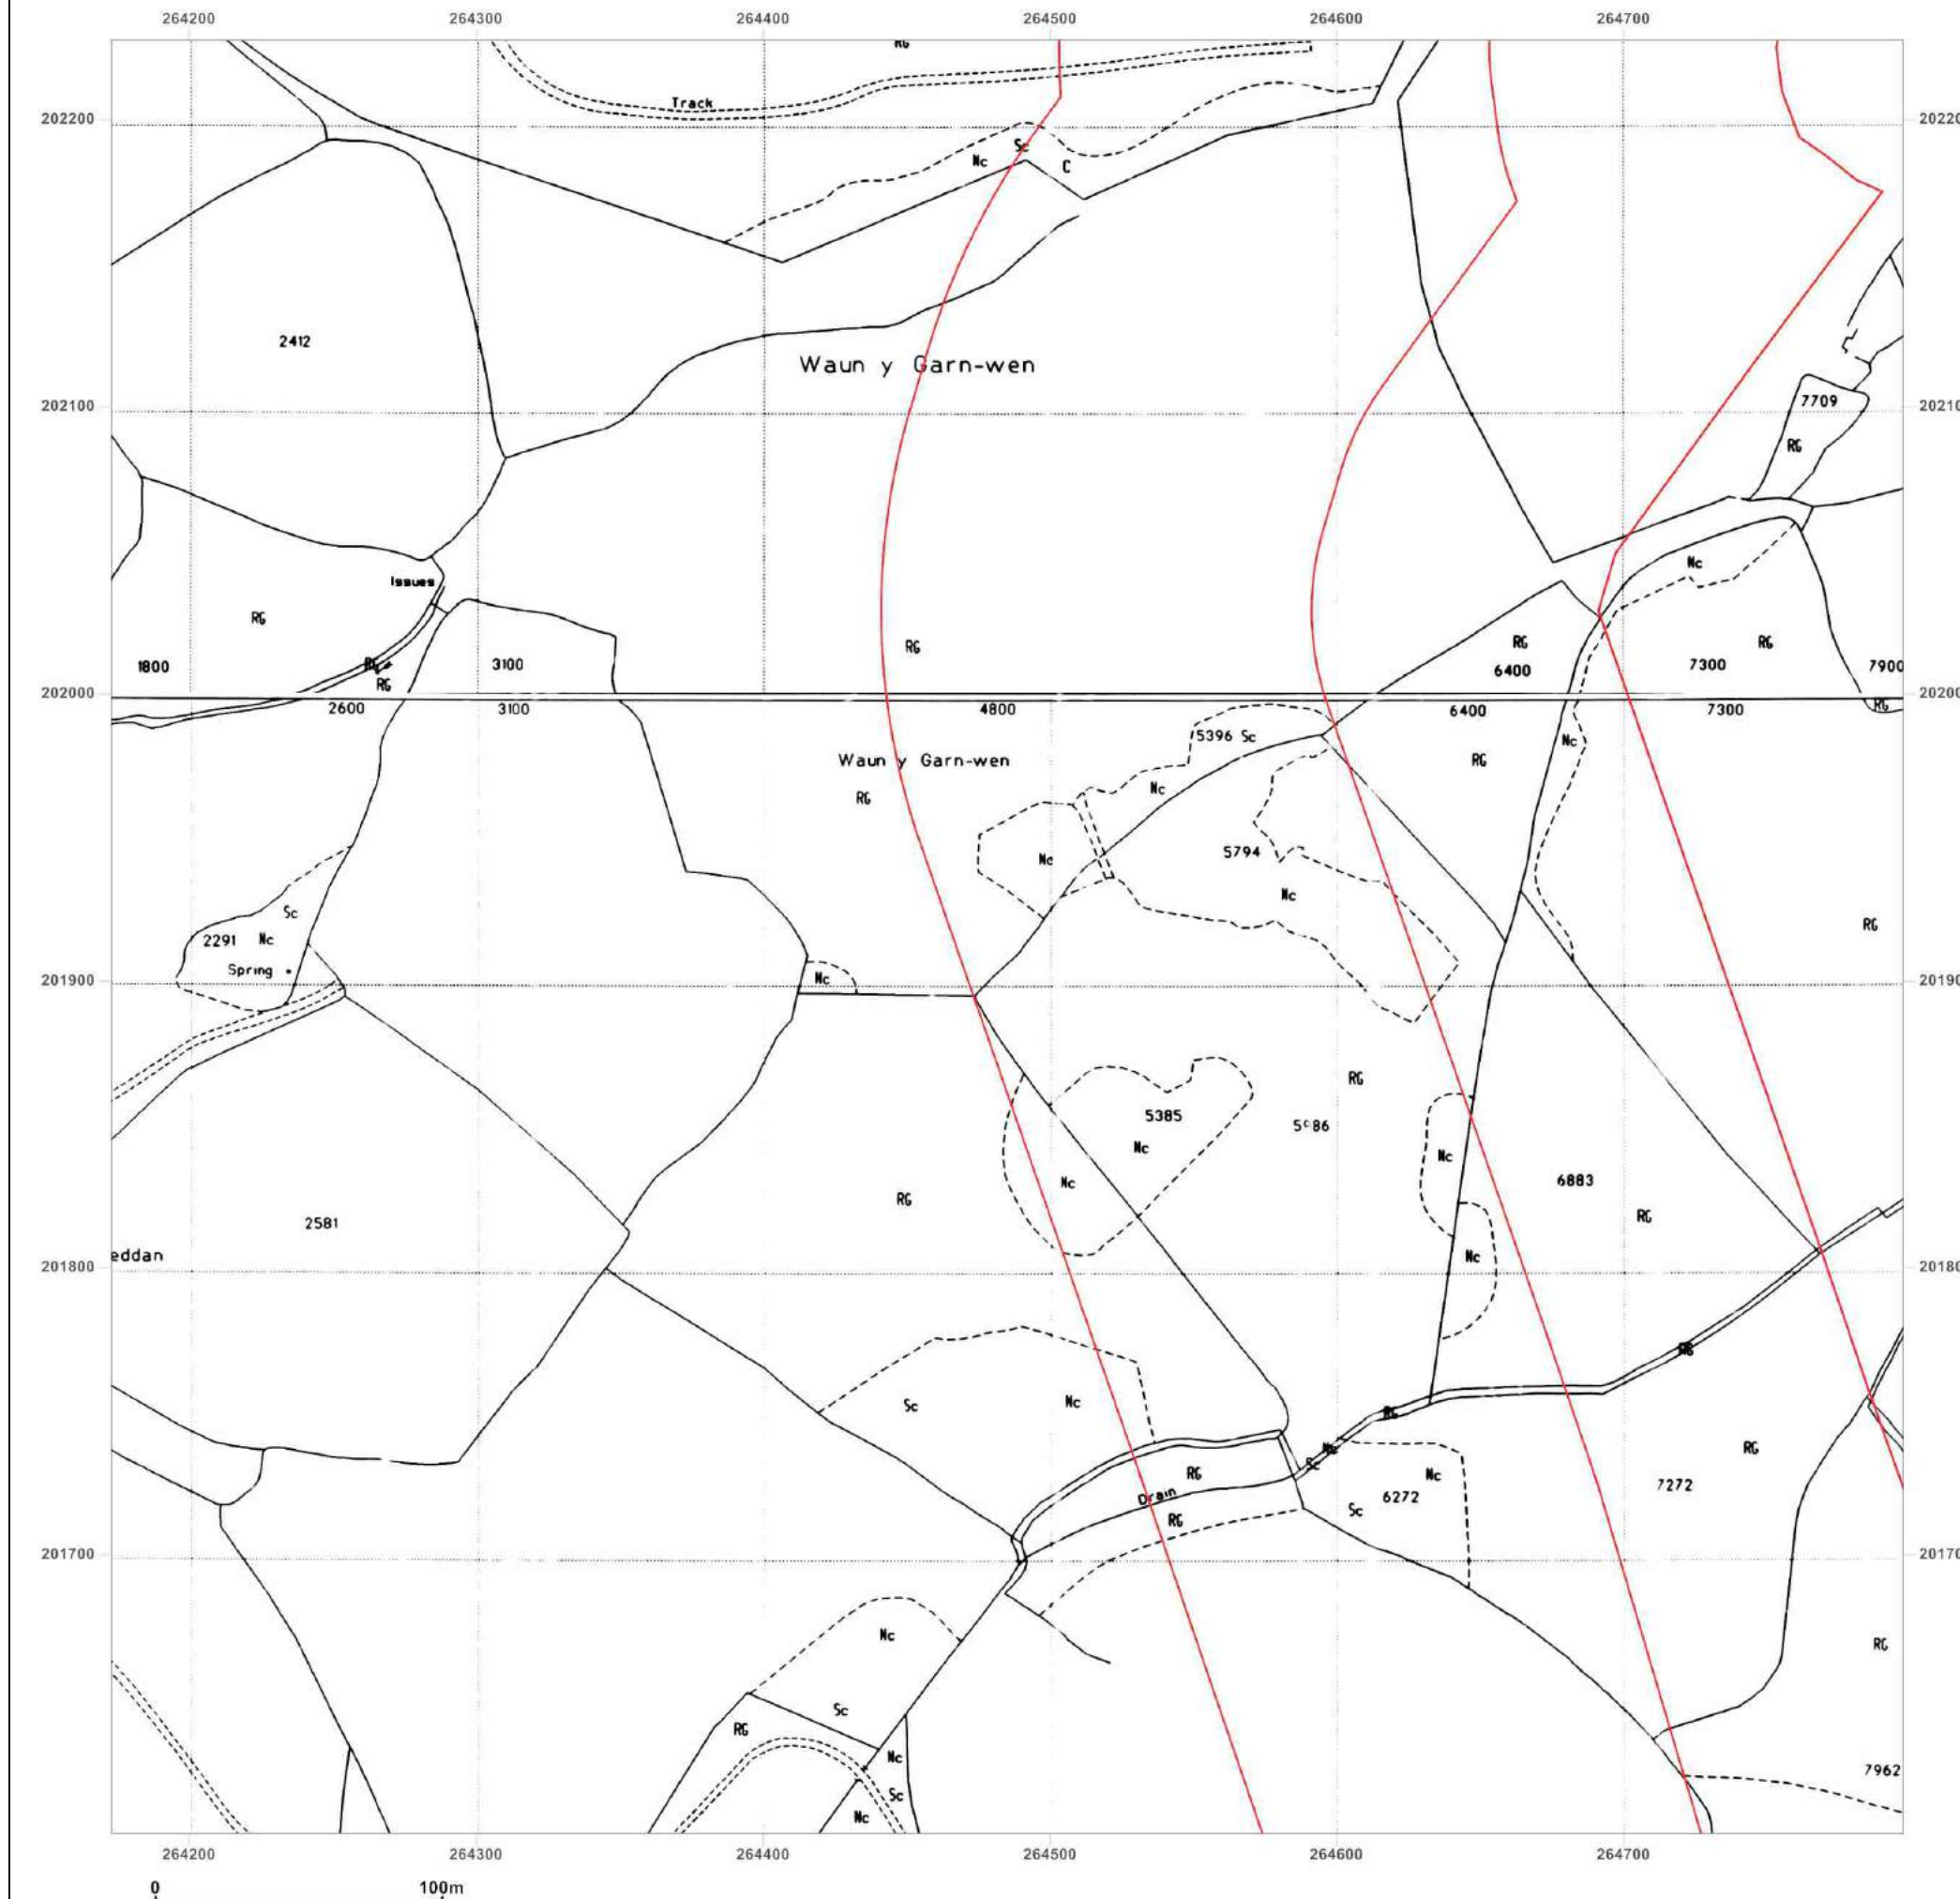 264200 264300 264400 264500 264600 264700
RG
Track
202200
Sc
Nc
C
2412
Waun y Garn-wen
202100
7709
RG
Issues
Nc
RG
RG
RG
RG
1800
3100
6400
7300
7900
RG
RG
202000
2600 3100 4800 6400 7300
RG
5396 Sc
Nc
Waun y Garn-wen
RG
RG
Nc
Nc
5794
Nc
Sc
RG
2291 Nc
Spring
Nc
201900
RG
5385
Nc
Nc
Nc
6883
RG
RG
2581
eddan
Nc
201800
RG
Sc
Nc
RG
Nc
Sc
RG
Nc
RG
Drain
6272
7272
Sc
RG
201700
Nc
RG
Sc
RG
Nc
7962
Sc
Nc
264200 264300 264400 264500 264600 264700
0 100m